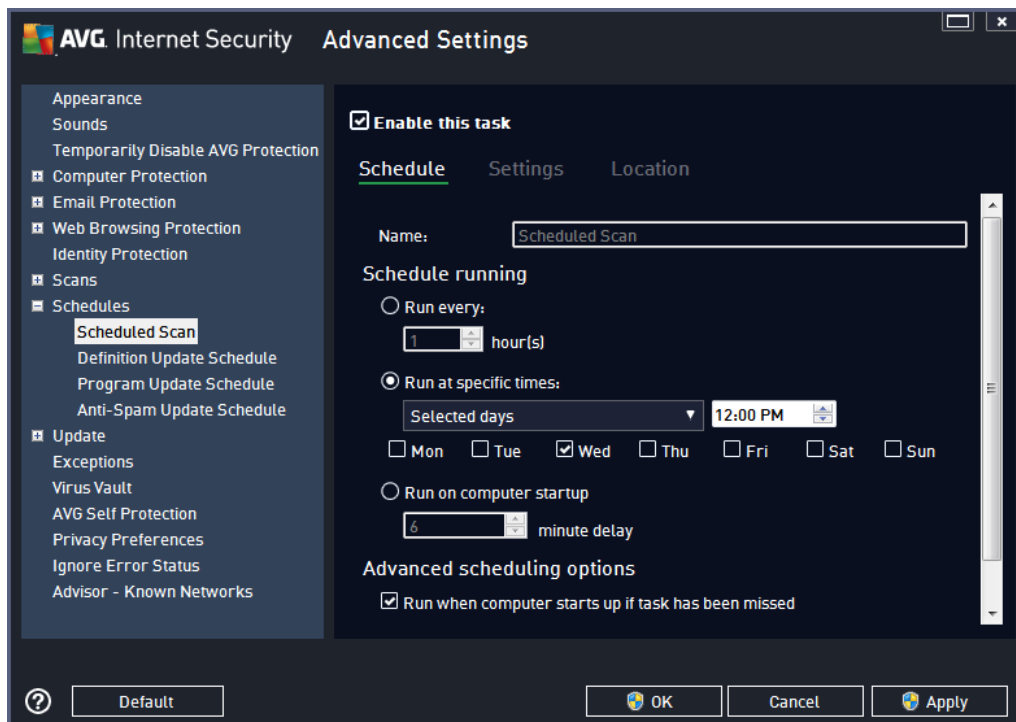 AVG. Internet Security Advanced Settings
Appearance
Sounds
Temporarily Disable AVG Protection
Computer Protection
Email Protection
Web Browsing Protection
Identity Protection
Scans
Schedules
Scheduled Scan
Definition Update Schedule
Program Update Schedule
Anti-Spam Update Schedule
Update
Exceptions
Virus Vault
AVG Self Protection
Privacy Preferences
Ignore Error Status
Advisor - Known Networks
Enable this task
Schedule Settings Location
Name: Scheduled Scan
Schedule running
Run every:
1 hour(s)
Run at specific times:
Selected days 12:00 PM
Mon Tue Wed Thu Fri Sat Sun
Run on computer startup
6 minute delay
Advanced scheduling options
Run when computer starts up if task has been missed
? Default OK Cancel Apply